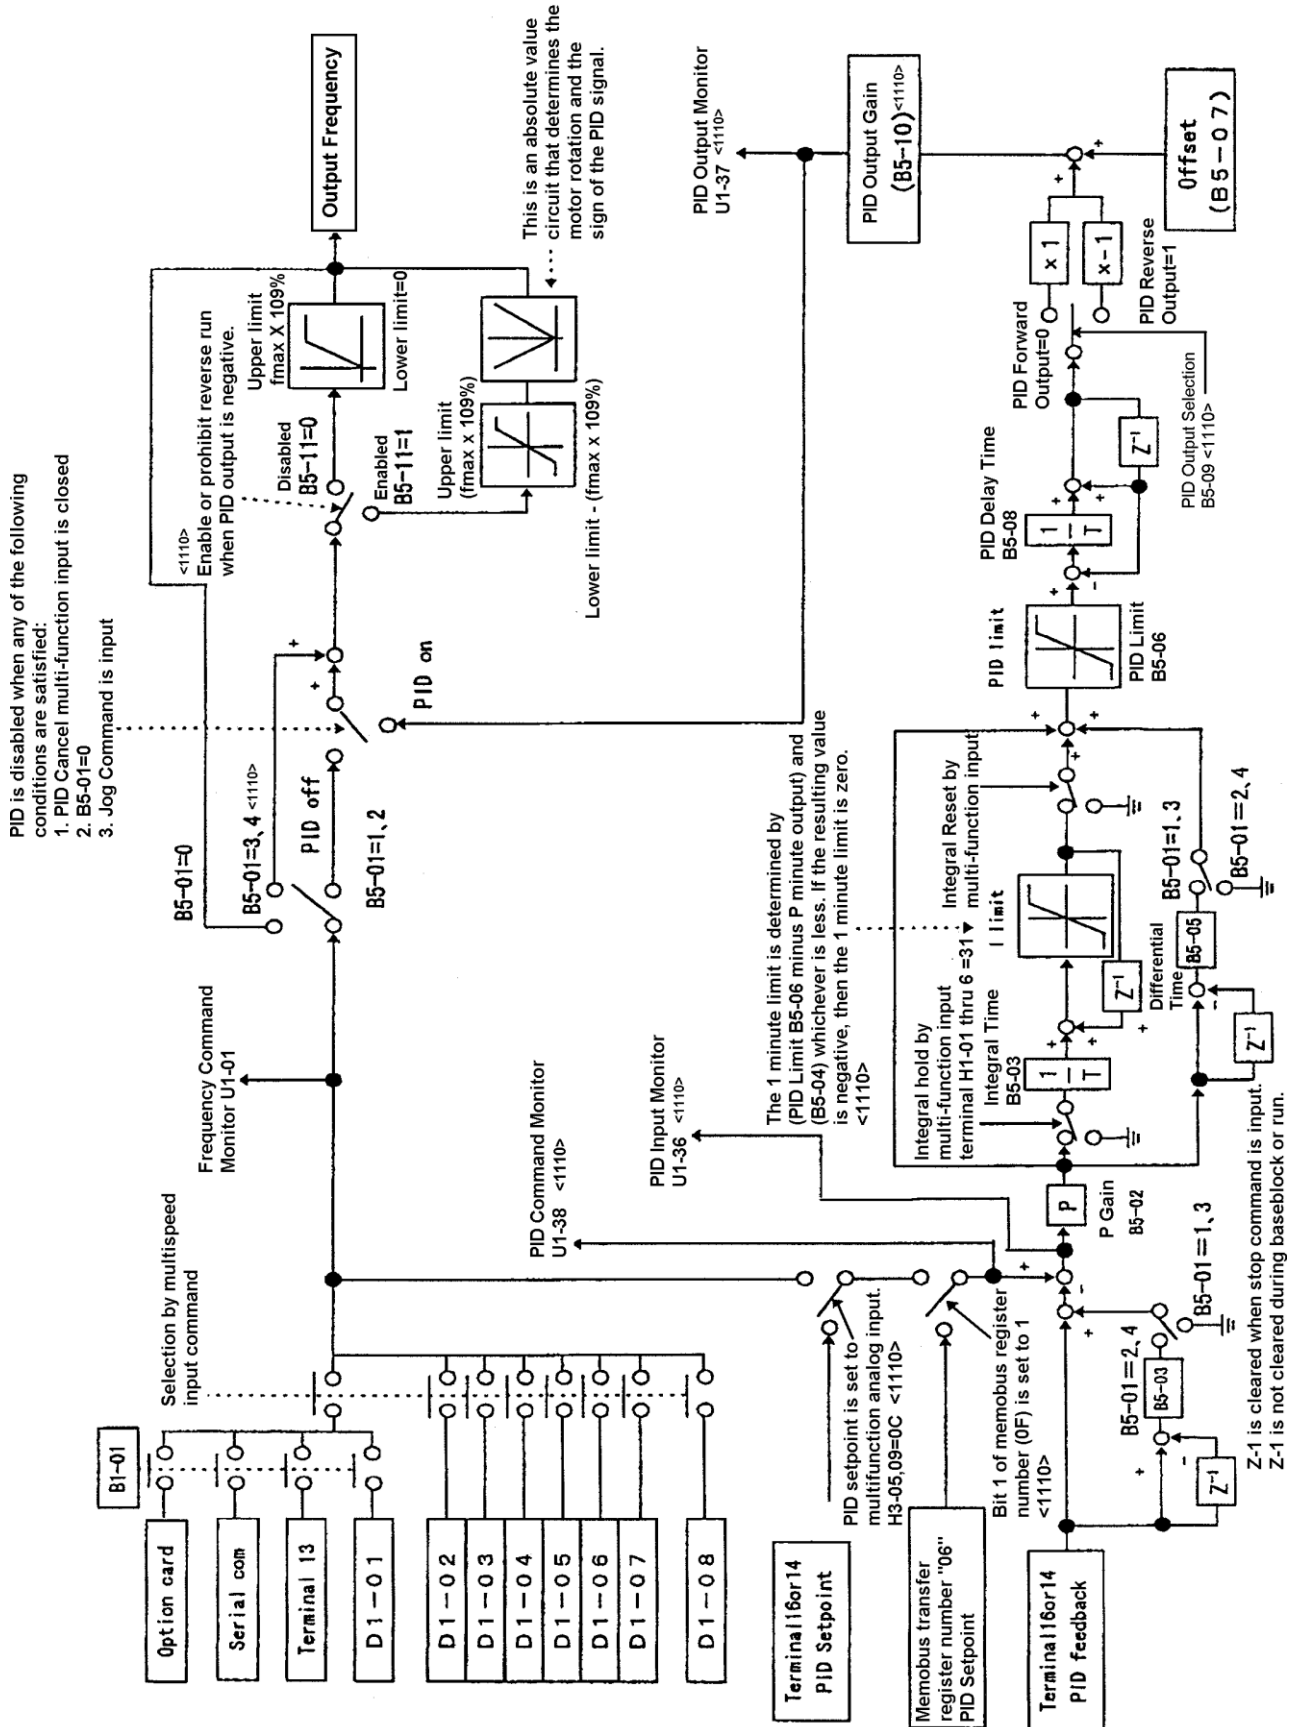 PID is disabled when any of the following
conditions are satisfied:
1. PID Cancel multi-function input is closed
2. B5-01=0
3. Jog Command is input
Output Frequency
This is an absolute value
circuit that determines the
motor rotation and the
sign of the PID signal.
Upper limit
fmax X 109%
Lower limit=0
<1110>
Enable or prohibit reverse run
when PID output is negative.
Disabled
B5-11=0
Enabled
B5-11=1
Upper limit
(fmax x 109%)
Lower limit - (fmax x 109%)
B5-01=0
B5-01=3, 4 <1110>
PID off
B5-01=1, 2
PID on
+
+
Frequency Command
Monitor U1-01
Selection by multispeed
input command
B1-01
Option card
Serial com
Terminal 13
D1-01
D1-02
D1-03
D1-04
D1-05
D1-06
D1-07
D1-08
PID Output Monitor
U1-37 <1110>
PID Output Gain
(B5-10)<1110>
Offset
(B5-07)
+
+
x 1
x-1
PID Forward
Output=0
PID Reverse
Output=1
PID Output Selection
B5-09 <1110>
PID Delay Time
B5-08
1
T
Z-1
+
-
+
+
PID limit
PID Limit
B5-06
The 1 minute limit is determined by
(PID Limit B5-06 minus P minute output) and
(B5-04) whichever is less. If the resulting value
is negative, then the 1 minute limit is zero.
<1110>
Integral Reset by
multi-function input
I limit
Integral hold by
multi-function input
terminal H1-01 thru 6 =31
Integral Time
B5-03
1
T
+
+
Z-1
+
+
+
B5-01=1, 3
B5-01=2, 4
Differential
Time
B5-05
-
Z-1
PID Command Monitor
U1-38 <1110>
PID Input Monitor
U1-36 <1110>
P
P Gain
B5-02
+
-
+
B5-01=1, 3
B5-01=2, 4
B5-03
+
-
Z-1
PID setpoint is set to
multifunction analog input.
H3-05,09=0C <1110>
Bit 1 of memobus register
number (0F) is set to 1
<1110>
Terminal16or14
PID Setpoint
Memobus transfer
register number "06"
PID Setpoint
Terminal16or14
PID feedback
Z-1 is cleared when stop command is input.
Z-1 is not cleared during baseblock or run.